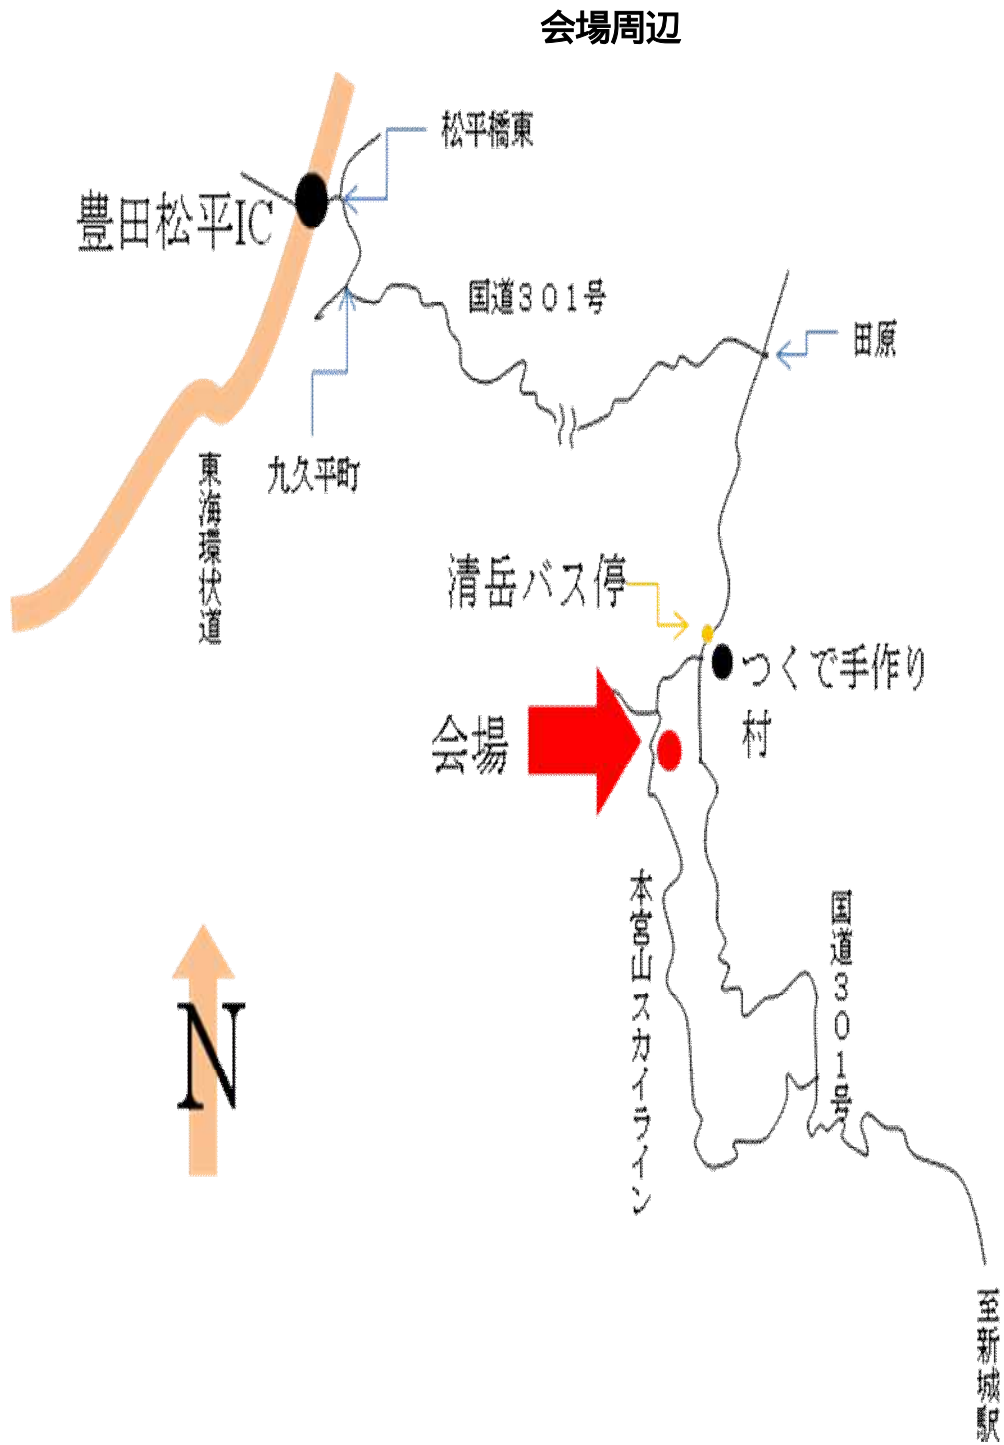 会場周辺
松平橋東
豊田松平IC
国道３０１号
田原
東海環状道
九久平町
清岳バス停
つくで手作り
村
会場
本宮山スカイライン
国道３０１号
N
至新城駅